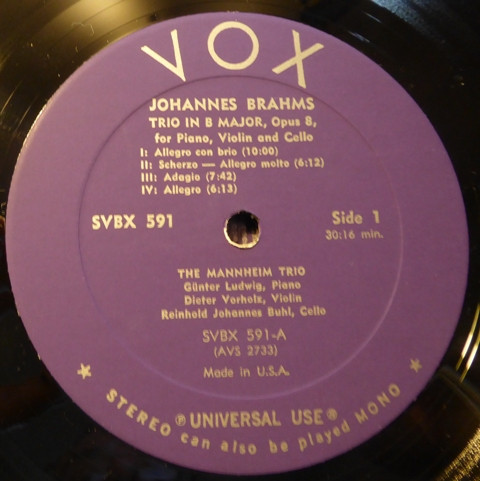 VOX
JOHANNES BRAHMS
TRIO IN B MAJOR, Opus 8,
for Piano, Violin and Cello
I: Allegro con brio (10:00)
II: Scherzo — Allegro molto (6:12)
III: Adagio (7:42)
IV: Allegro (6:13)
SVBX 591
Side 1
30:16 min.
THE MANNHEIM TRIO
Günter Ludwig, Piano
Dieter Vorholz, Violin
Reinhold Johannes Buhl, Cello
SVBX 591-A
(AVS 2733)
Made in U.S.A.
®UNIVERSAL USE®
★ STEREO can also be played MONO ★